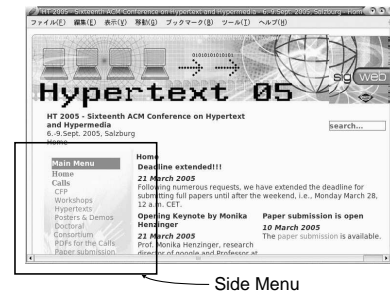 HT 2005 - Sixteenth ACM Conference on Hypertext and Hypermedia - 6.-9.Sept. 2005, Salzburg - Home
ファイル(F) 編集(E) 表示(V) 移動(G) ブックマーク(B) ツール(T) ヘルプ(H)
010101010101
sig web
Hypertext 05
HT 2005 - Sixteenth ACM Conference on Hypertext
and Hypermedia
6.-9.Sept. 2005, Salzburg
Home
search...
Main Menu
Home
Calls
CFP
Workshops
Hypertexts
Posters & Demos
Doctoral
Consortium
PDFs for the Calls
Paper submission
Home
Deadline extended!!!
21 March 2005
Following numerous requests, we have extended the deadline for
submitting full papers until after the weekend, i.e., Monday March 28,
12 a.m. CET.
Opening Keynote by Monika
Henzinger
21 March 2005
Prof. Monika Henzinger, research
director of google and Professor at
Paper submission is open
10 March 2005
The paper submission is available.
Side Menu